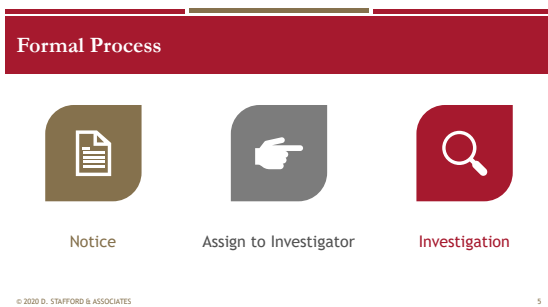 Formal Process
Notice
Assign to Investigator
Investigation
© 2020 D. STAFFORD & ASSOCIATES
5